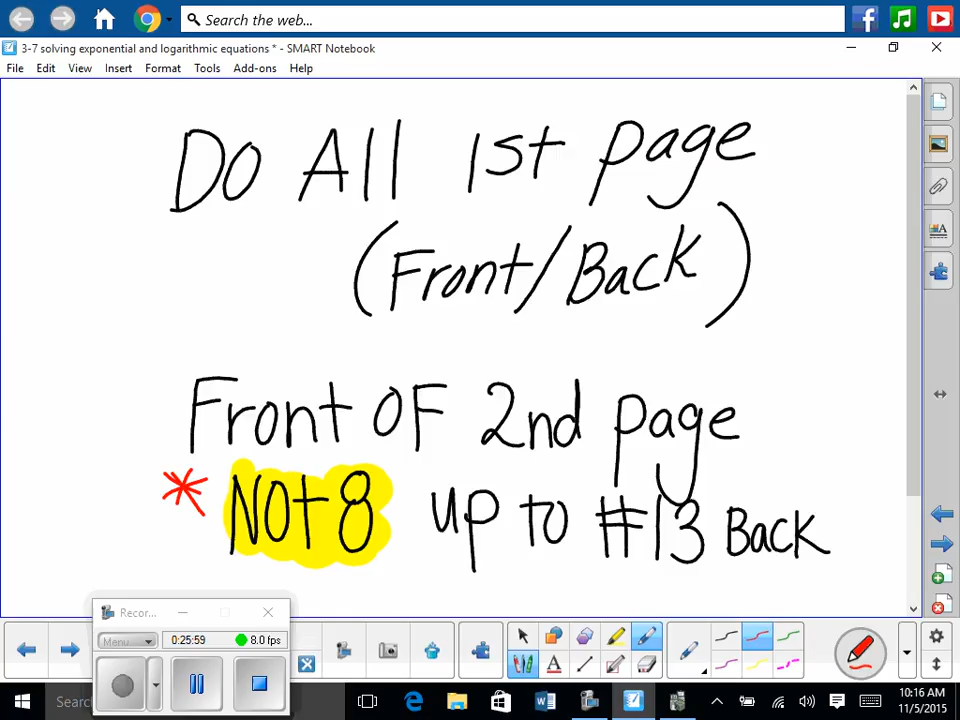 Search the web...
3-7 solving exponential and logarithmic equations * - SMART Notebook
File Edit View Insert Format Tools Add-ons Help
Do All 1st page
(Front/Back)
Front OF 2nd page
* Not 8 up to #13 Back
Recor...
Menu... 0:25:59 8.0 fps
Searc
10:16 AM
11/5/2015